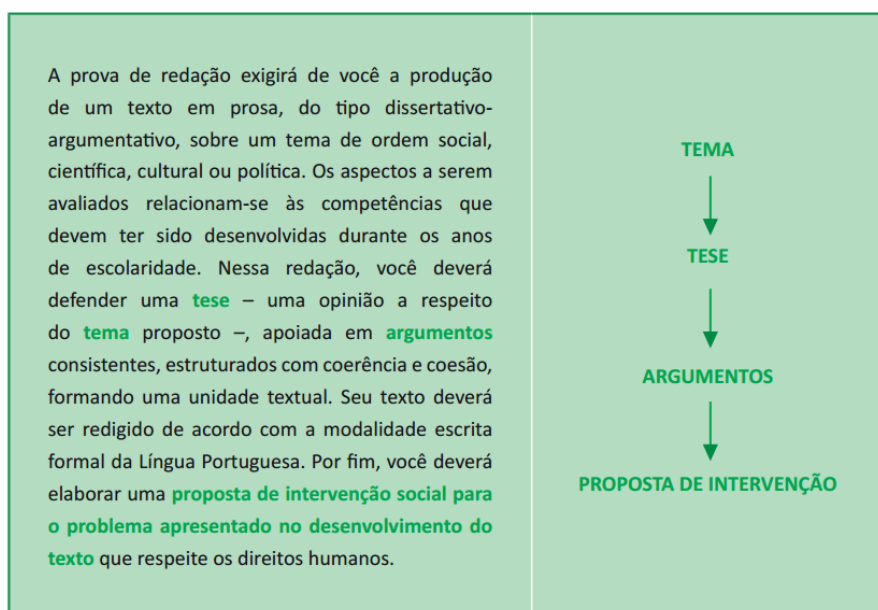 A prova de redação exigirá de você a produção
de um texto em prosa, do tipo dissertativo-
argumentativo, sobre um tema de ordem social,
científica, cultural ou política. Os aspectos a serem
avaliados relacionam-se às competências que
devem ter sido desenvolvidas durante os anos
de escolaridade. Nessa redação, você deverá
defender uma tese – uma opinião a respeito
do tema proposto –, apoiada em argumentos
consistentes, estruturados com coerência e coesão,
formando uma unidade textual. Seu texto deverá
ser redigido de acordo com a modalidade escrita
formal da Língua Portuguesa. Por fim, você deverá
elaborar uma proposta de intervenção social para
o problema apresentado no desenvolvimento do
texto que respeite os direitos humanos.
TEMA
TESE
ARGUMENTOS
PROPOSTA DE INTERVENÇÃO